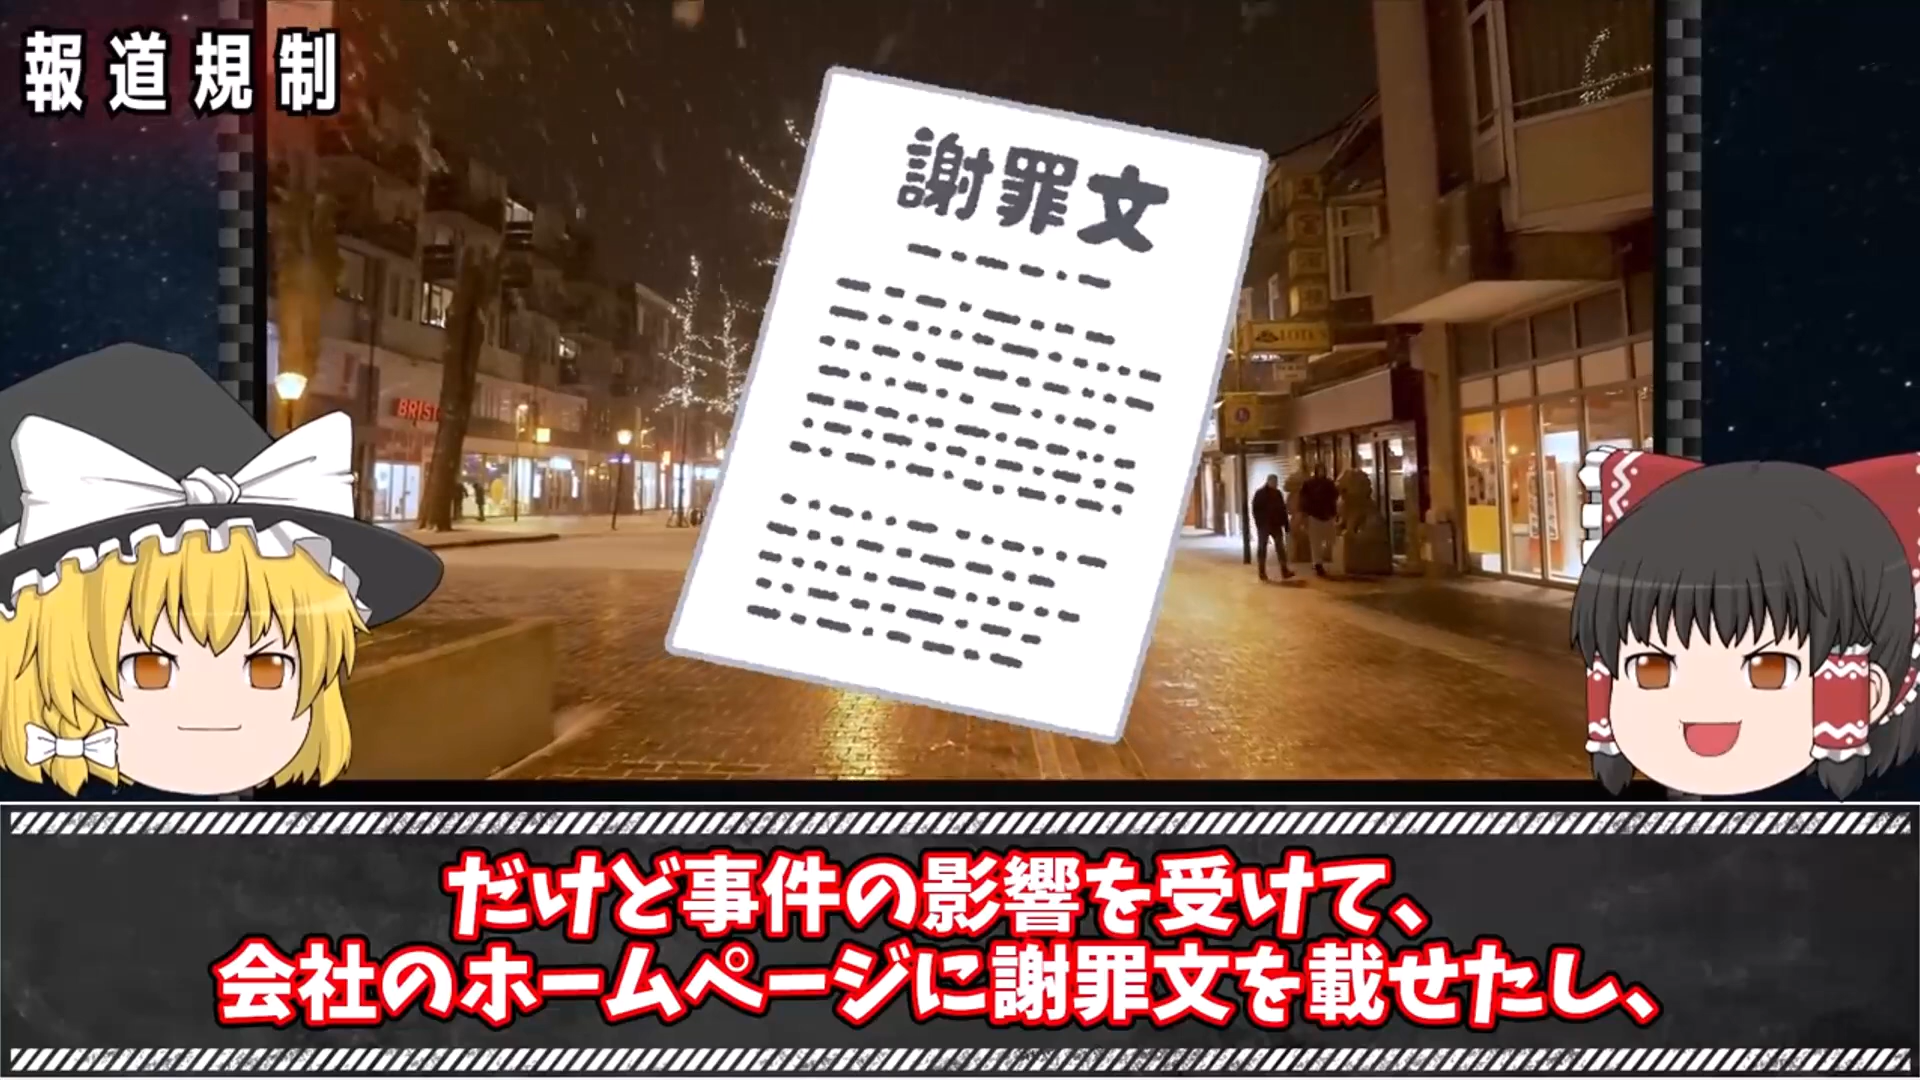 報道規制
謝罪文
だけど事件の影響を受けて、
会社のホームページに謝罪文を載せたし、